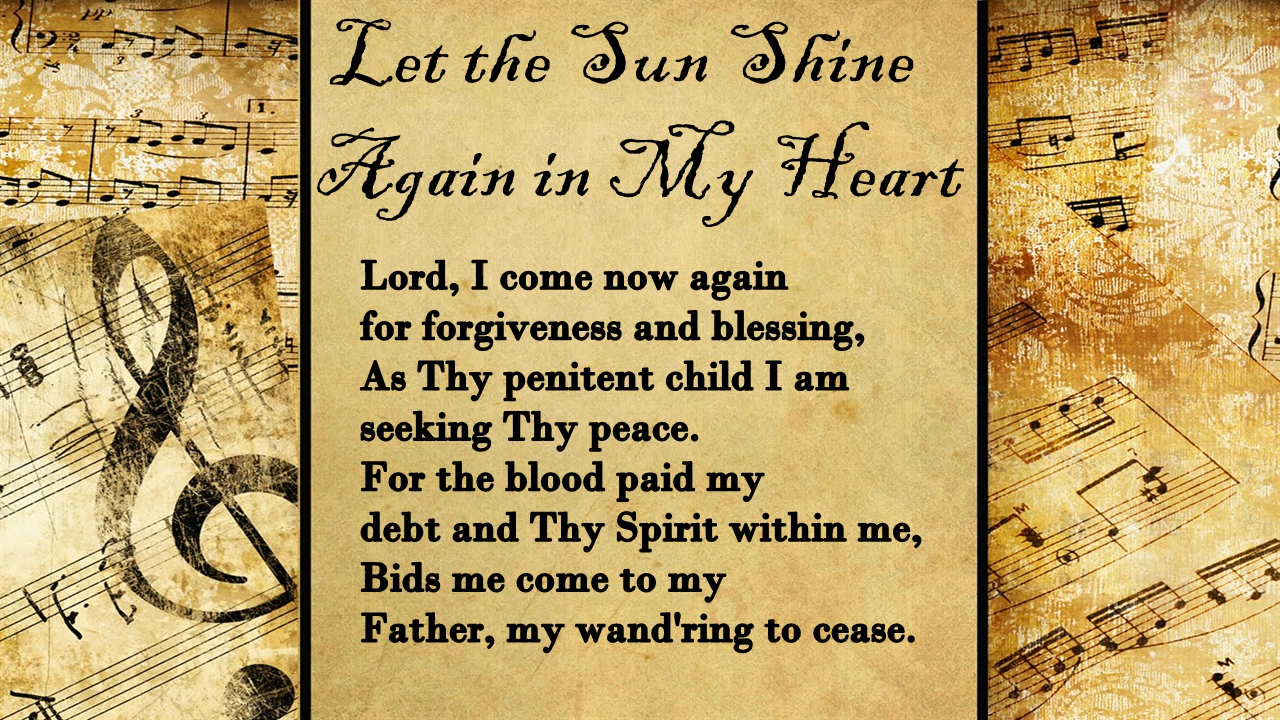 Let the Sun Shine
Again in My Heart
Lord, I come now again
for forgiveness and blessing,
As Thy penitent child I am
seeking Thy peace.
For the blood paid my
debt and Thy Spirit within me,
Bids me come to my
Father, my wand'ring to cease.